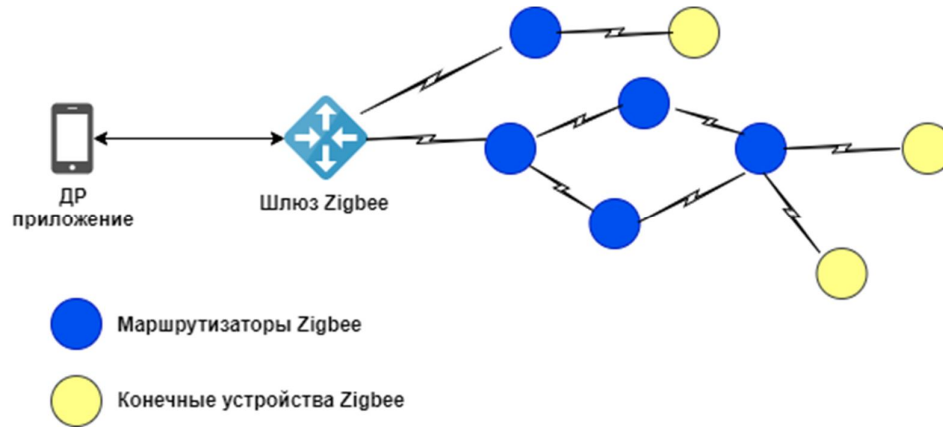 ДР
приложение
Шлюз Zigbee
Маршрутизаторы Zigbee
Конечные устройства Zigbee